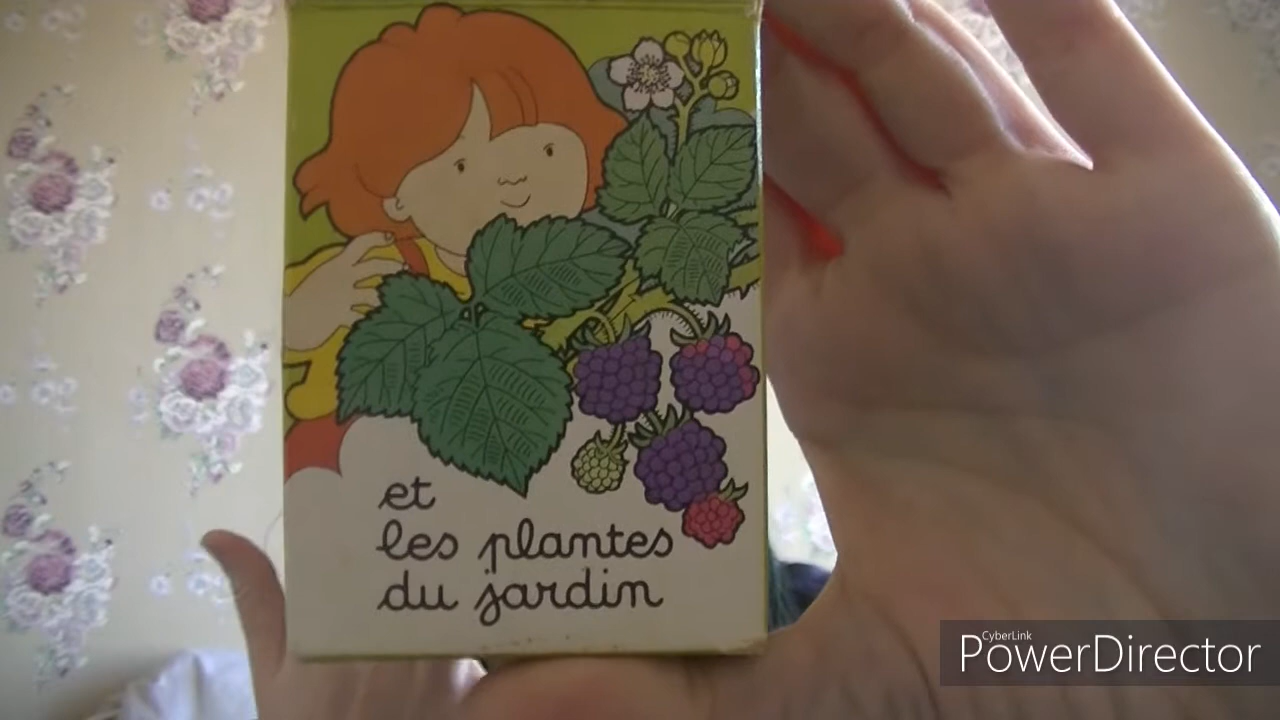 et
les plantes
du jardin
CyberLink
PowerDirector